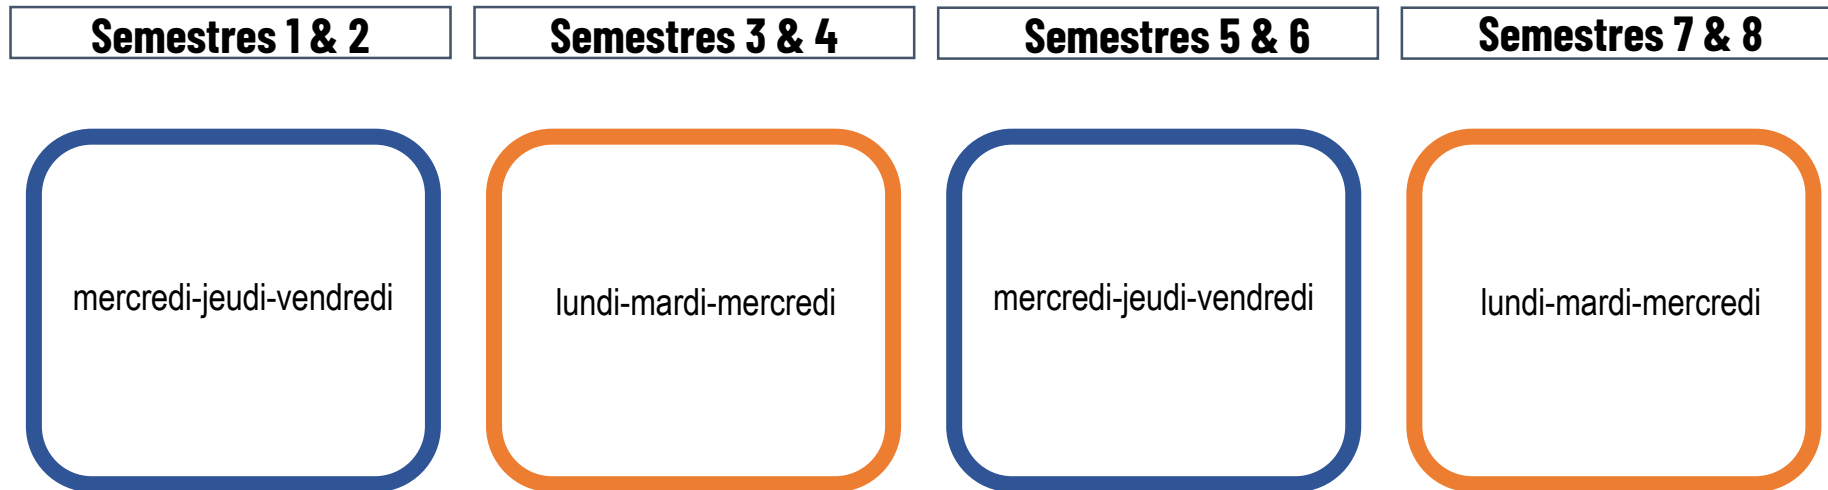 Semestres 1 & 2
Semestres 3 & 4
Semestres 5 & 6
Semestres 7 & 8
mercredi-jeudi-vendredi
lundi-mardi-mercredi
mercredi-jeudi-vendredi
lundi-mardi-mercredi